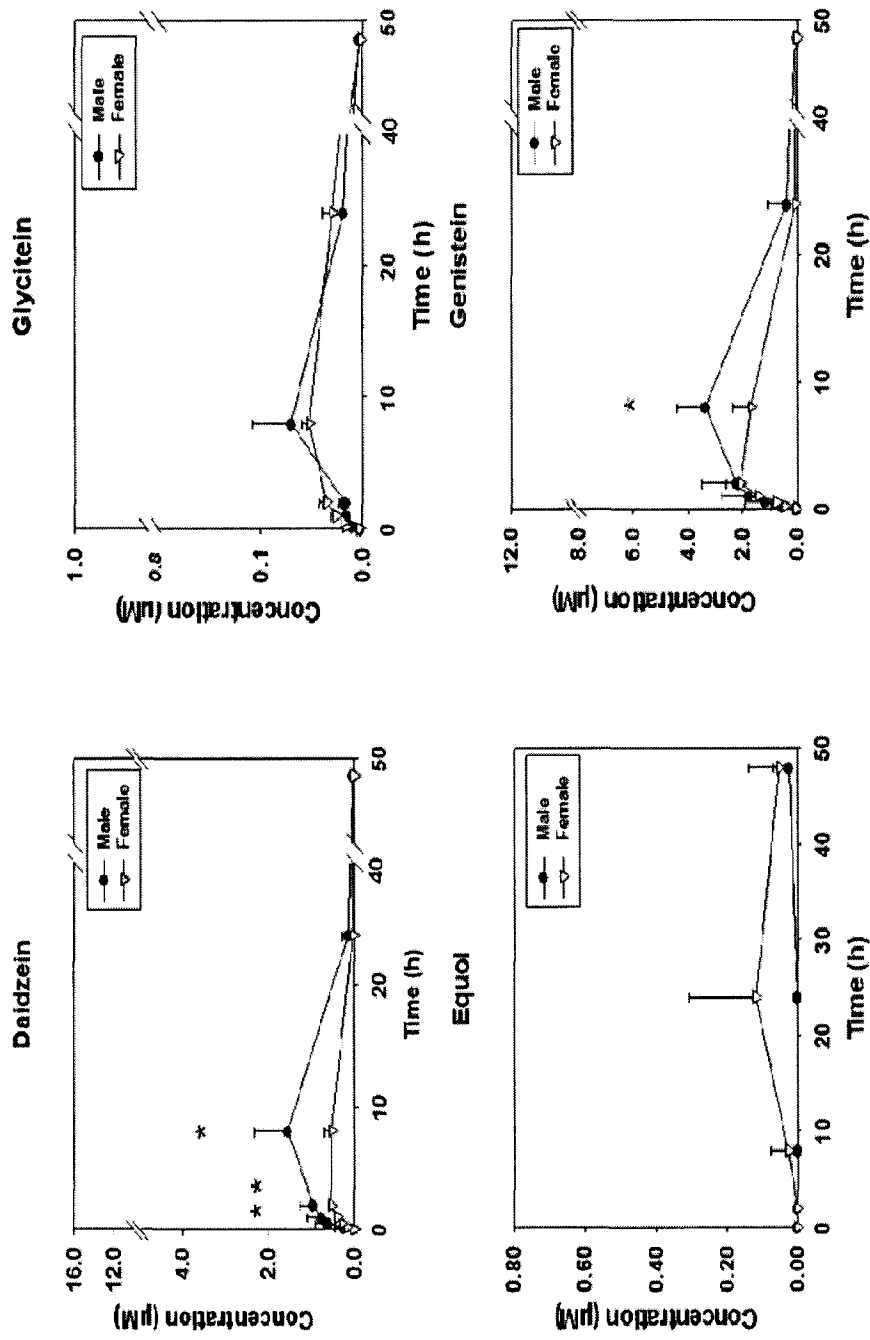 Daidzein
16.0
12.0
4.0
2.0
0.0
Concentration (µM)
Male
Female
*
*
*
0
10
20
40
50
Time (h)
Glycitein
1.0
0.8
0.1
0.0
Concentration (µM)
Male
Female
0
10
20
40
50
Time (h)
Equol
0.80
0.60
0.40
0.20
0.00
Concentration (µM)
Male
Female
0
10
20
30
40
50
Time (h)
Genistein
12.0
8.0
6.0
4.0
2.0
0.0
Concentration (µM)
Male
Female
*
0
10
20
40
50
Time (h)